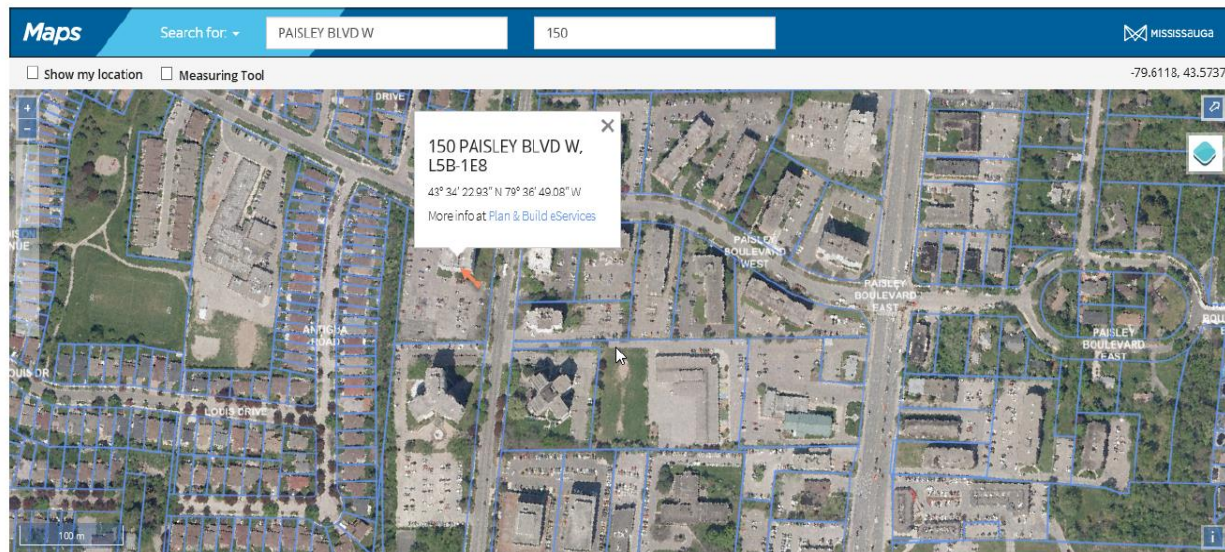 Maps
Search for:
PAISLEY BLVD W
150
MISSISSAUGA
Show my location
Measuring Tool
-79.6118, 43.5737
+
-
DRIVE
150 PAISLEY BLVD W,
L5B-1E8
43° 34' 22.93" N 79° 36' 49.08" W
More info at Plan & Build eServices
PAISLEY
BOULEVARD
WEST
PAISLEY
BOULEVARD
EAST
ANTIGUA
ROAD
PAISLEY
BOULEVARD
EAST
LOUIS DRIVE
100 m
i